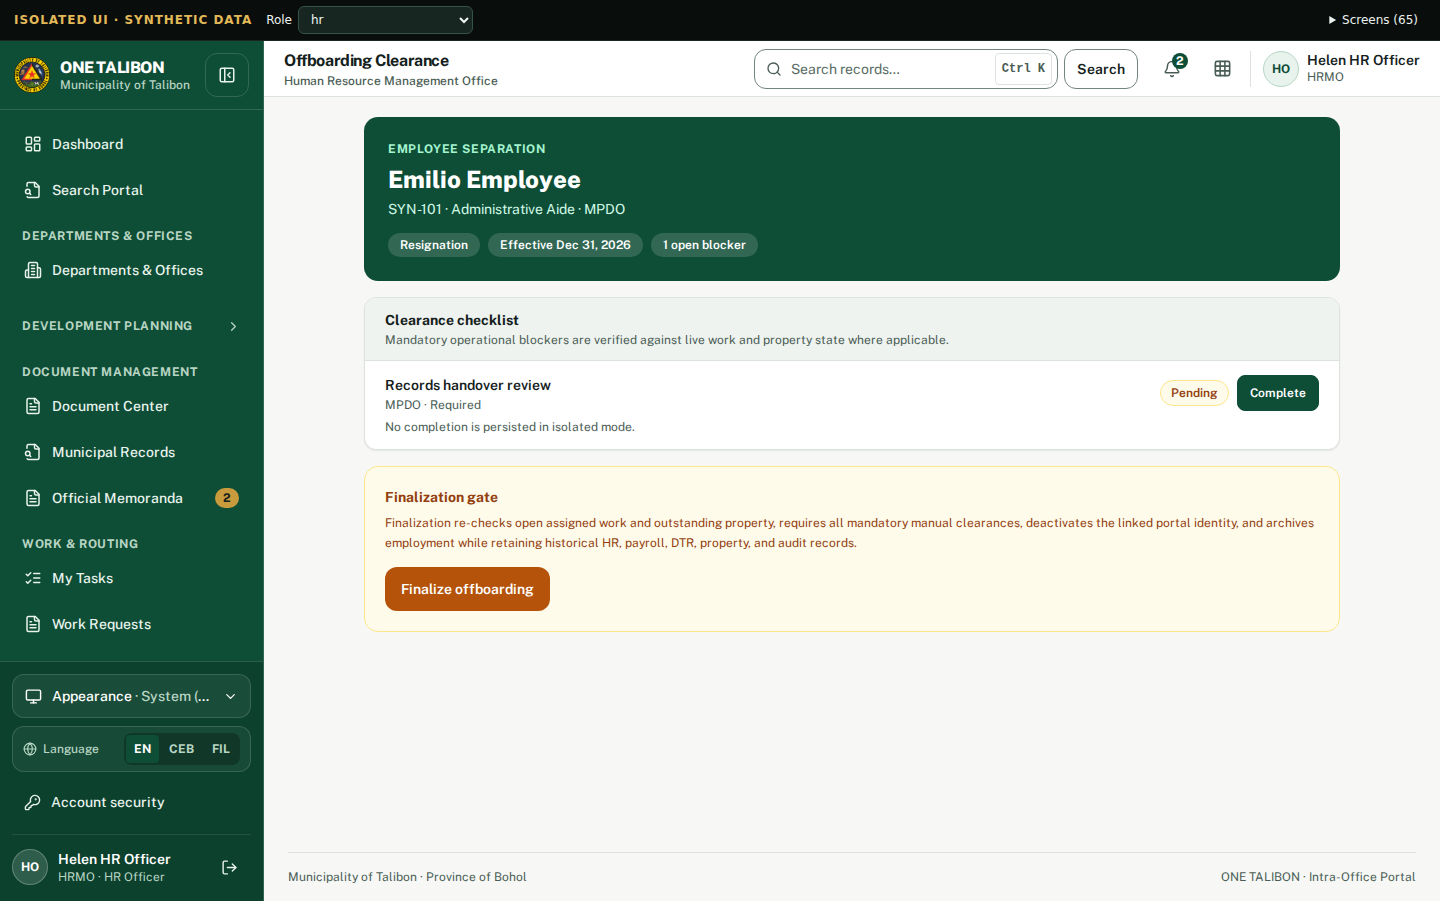 ISOLATED UI · SYNTHETIC DATA
Role
hr
Screens (65)
ONE TALIBON
Municipality of Talibon
Dashboard
Search Portal
DEPARTMENTS & OFFICES
Departments & Offices
DEVELOPMENT PLANNING
DOCUMENT MANAGEMENT
Document Center
Municipal Records
Official Memoranda
2
WORK & ROUTING
My Tasks
Work Requests
Appearance · System (...
Language
EN
CEB
FIL
Account security
HO
Helen HR Officer
HRMO · HR Officer
Offboarding Clearance
Human Resource Management Office
Search records...
Ctrl K
Search
2
HO
Helen HR Officer
HRMO
EMPLOYEE SEPARATION
Emilio Employee
SYN-101 · Administrative Aide · MPDO
Resignation
Effective Dec 31, 2026
1 open blocker
Clearance checklist
Mandatory operational blockers are verified against live work and property state where applicable.
Records handover review
MPDO · Required
No completion is persisted in isolated mode.
Pending
Complete
Finalization gate
Finalization re-checks open assigned work and outstanding property, requires all mandatory manual clearances, deactivates the linked portal identity, and archives
employment while retaining historical HR, payroll, DTR, property, and audit records.
Finalize offboarding
Municipality of Talibon · Province of Bohol
ONE TALIBON · Intra-Office Portal